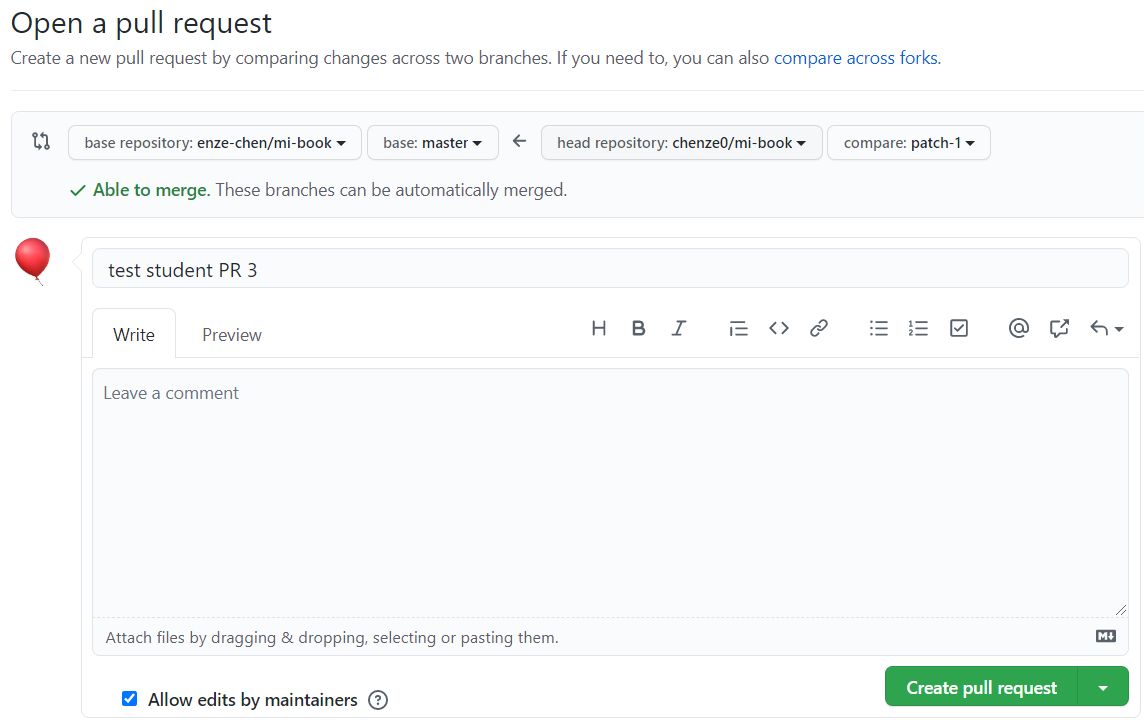 Open a pull request
Create a new pull request by comparing changes across two branches. If you need to, you can also compare across forks.
base repository: enze-chen/mi-book base: master head repository: chenze0/mi-book compare: patch-1
Able to merge. These branches can be automatically merged.
test student PR 3
Write Preview H B I
Leave a comment
Attach files by dragging & dropping, selecting or pasting them.
Allow edits by maintainers
Create pull request